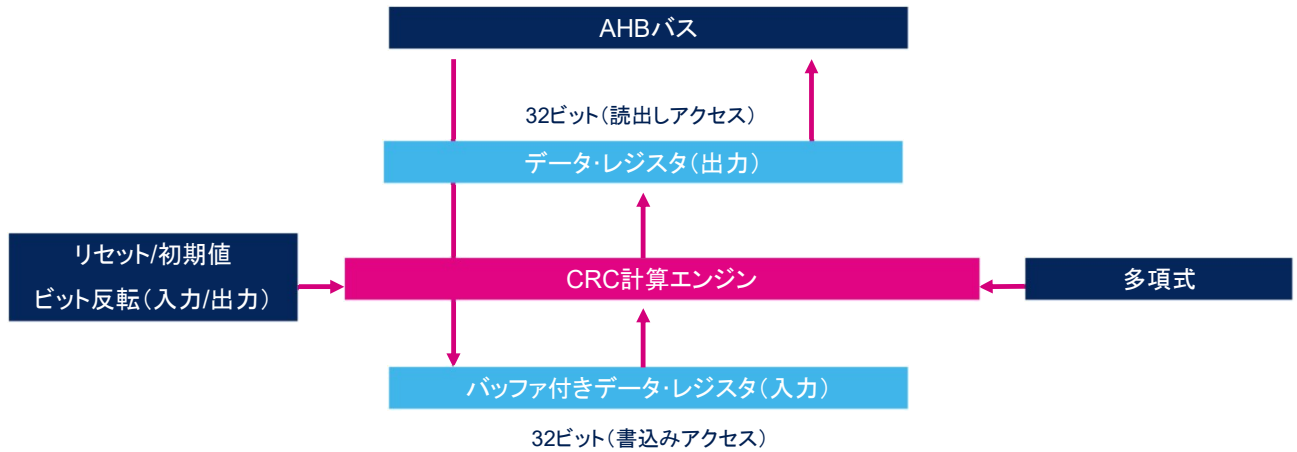 AHBバス
32ビット（読出しアクセス）
データ・レジスタ（出力）
リセット/初期値
ビット反転（入力/出力）
CRC計算エンジン
多項式
バッファ付きデータ・レジスタ（入力）
32ビット（書込みアクセス）